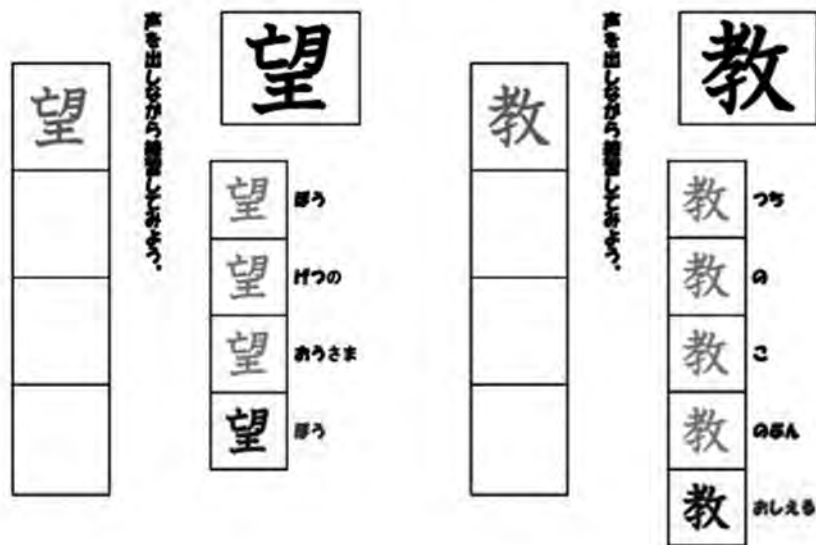 教
つち
教
の
教
こ
教
のぶん
教
おしえる
教
声を出しながら練習してみよう。
教
望
ぼう
望
げつの
望
おうさま
望
ぼう
望
声を出しながら練習してみよう。
望